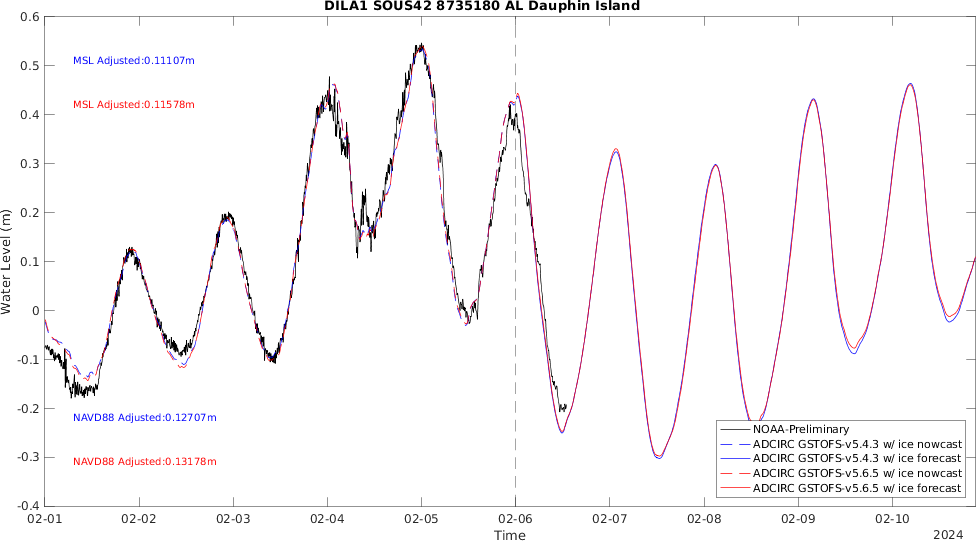 DILA1 SOUS42 8735180 AL Dauphin Island
0.6
0.5
0.4
0.3
0.2
0.1
0
-0.1
-0.2
-0.3
-0.4
Water Level (m)
MSL Adjusted:0.11107m
MSL Adjusted:0.11578m
NAVD88 Adjusted:0.12707m
NAVD88 Adjusted:0.13178m
NOAA-Preliminary
ADCIRC GSTOFS-v5.4.3 w/ ice nowcast
ADCIRC GSTOFS-v5.4.3 w/ ice forecast
ADCIRC GSTOFS-v5.6.5 w/ ice nowcast
ADCIRC GSTOFS-v5.6.5 w/ ice forecast
02-01 02-02 02-03 02-04 02-05 02-06 02-07 02-08 02-09 02-10
Time
2024